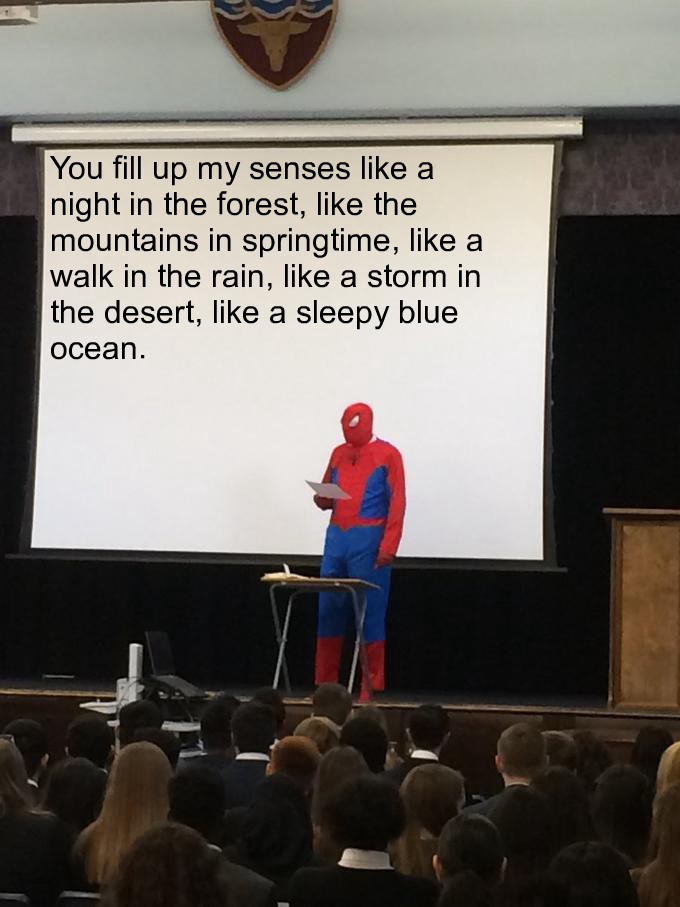 You fill up my senses like a
night in the forest, like the
mountains in springtime, like a
walk in the rain, like a storm in
the desert, like a sleepy blue
ocean.